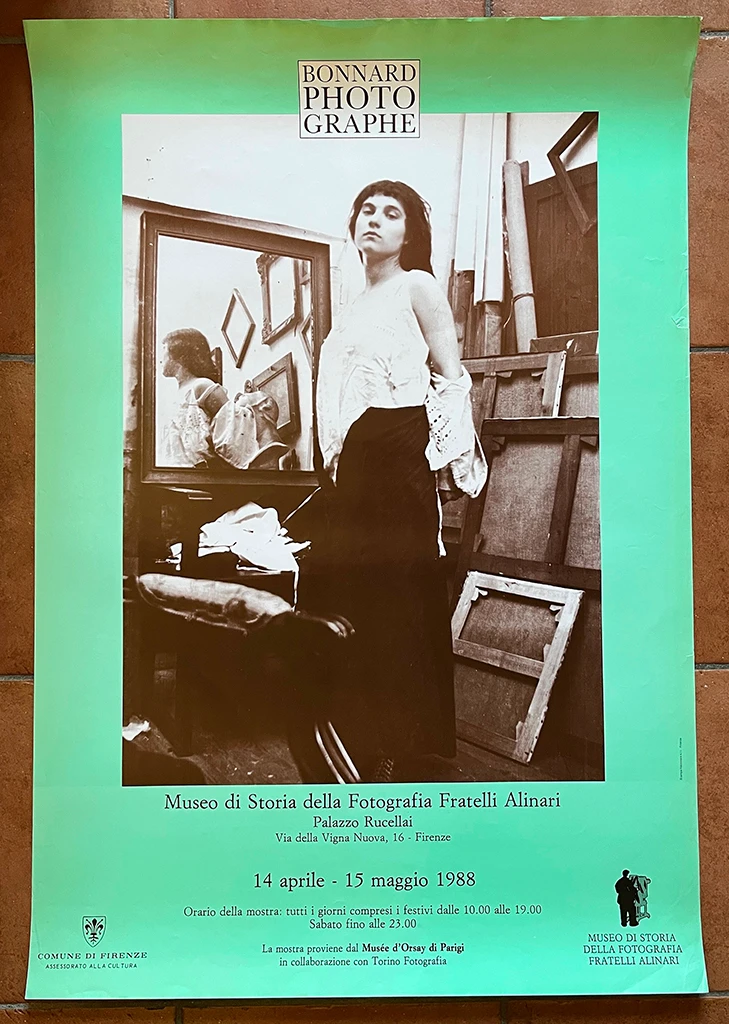 BONNARD
PHOTO
GRAPHE
Museo di Storia della Fotografia Fratelli Alinari
Palazzo Rucellai
Via della Vigna Nuova, 16 - Firenze
14 aprile - 15 maggio 1988
Orario della mostra: tutti i giorni compresi i festivi dalle 10.00 alle 19.00
Sabato fino alle 23.00
La mostra proviene dal Musée d'Orsay di Parigi
in collaborazione con Torino Fotografia
COMUNE DI FIRENZE
ASSESSORATO ALLA CULTURA
MUSEO DI STORIA
DELLA FOTOGRAFIA
FRATELLI ALINARI